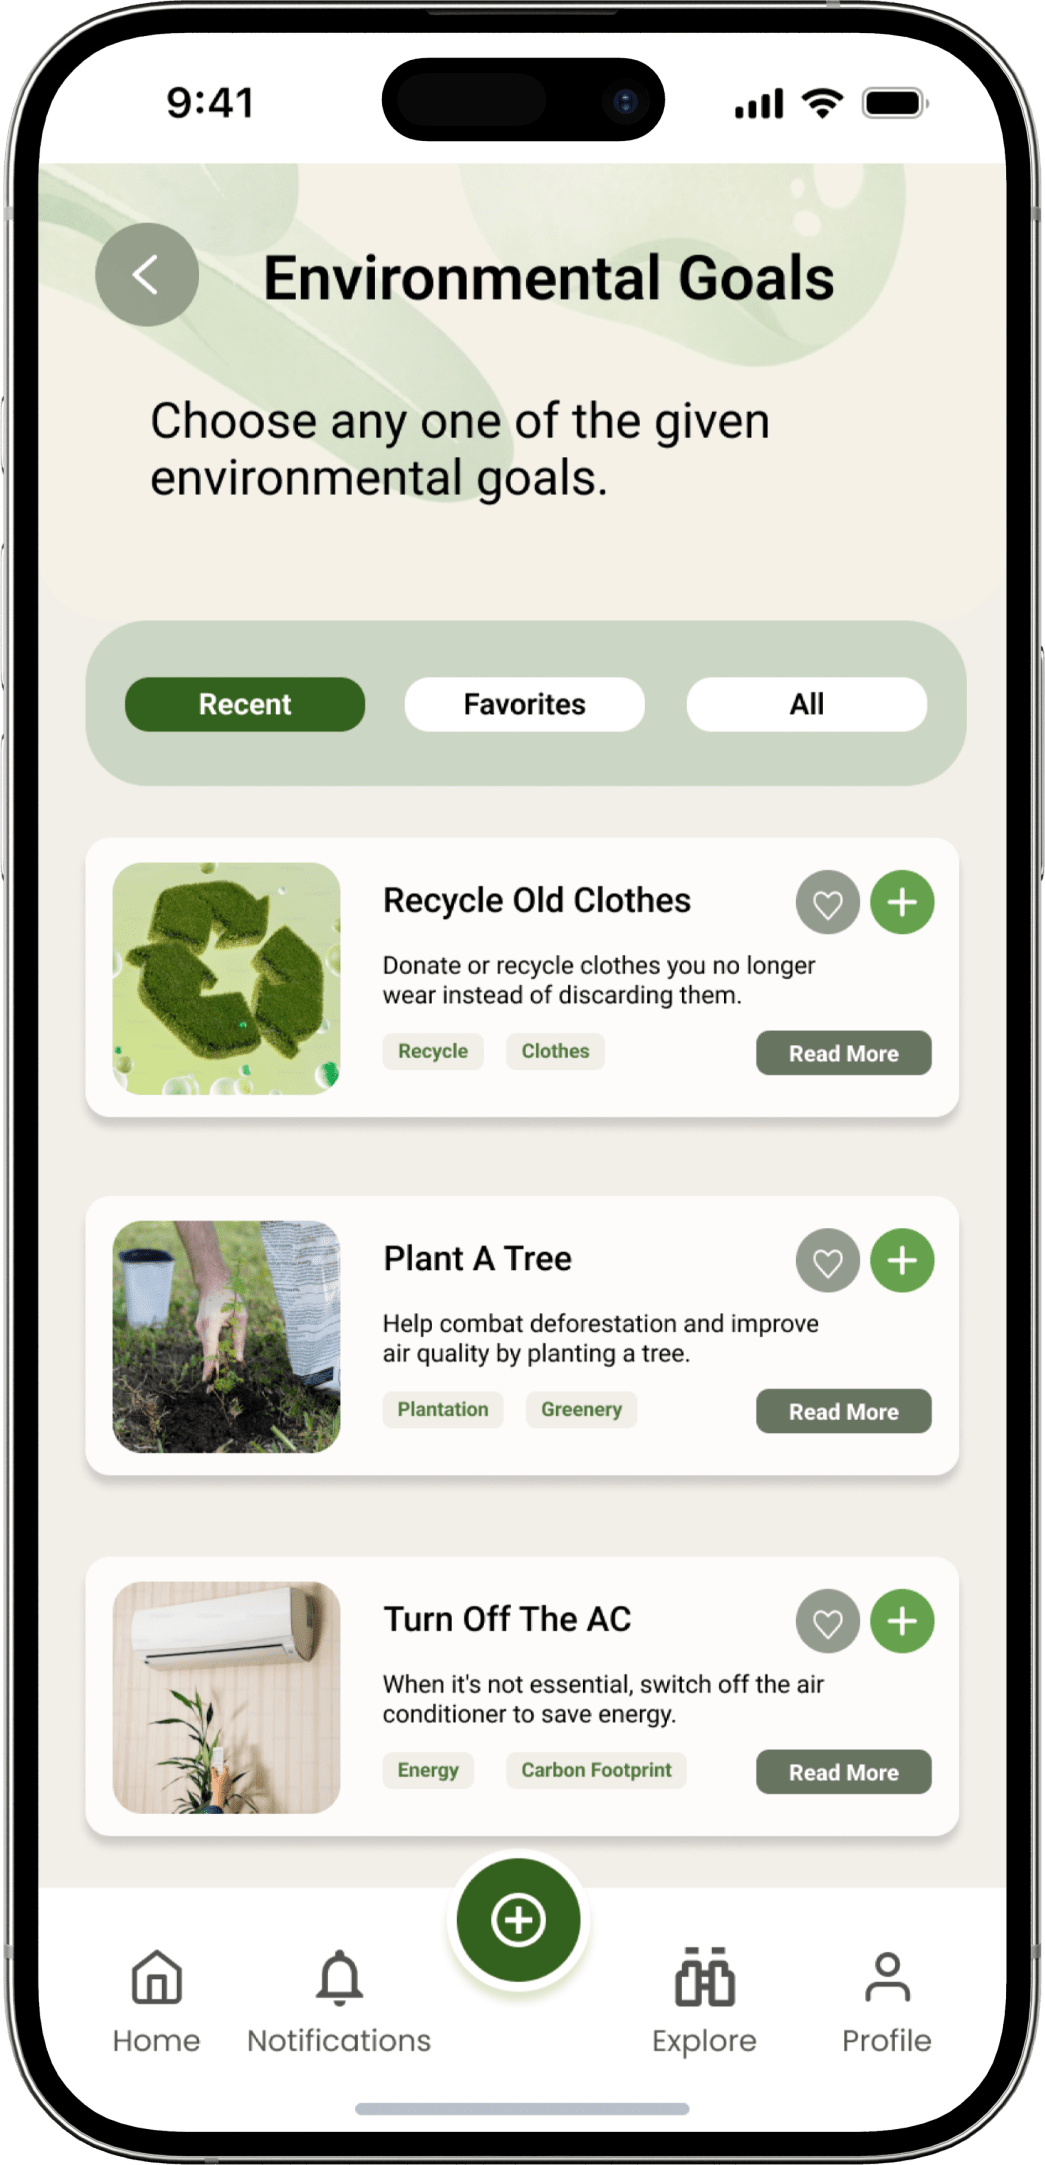 9:41
Environmental Goals
Choose any one of the given
environmental goals.
Recent
Favorites
All
Recycle Old Clothes
Donate or recycle clothes you no longer
wear instead of discarding them.
Recycle
Clothes
Read More
Plant A Tree
Help combat deforestation and improve
air quality by planting a tree.
Plantation
Greenery
Read More
Turn Off The AC
When it's not essential, switch off the air
conditioner to save energy.
Energy
Carbon Footprint
Read More
Home
Notifications
Explore
Profile